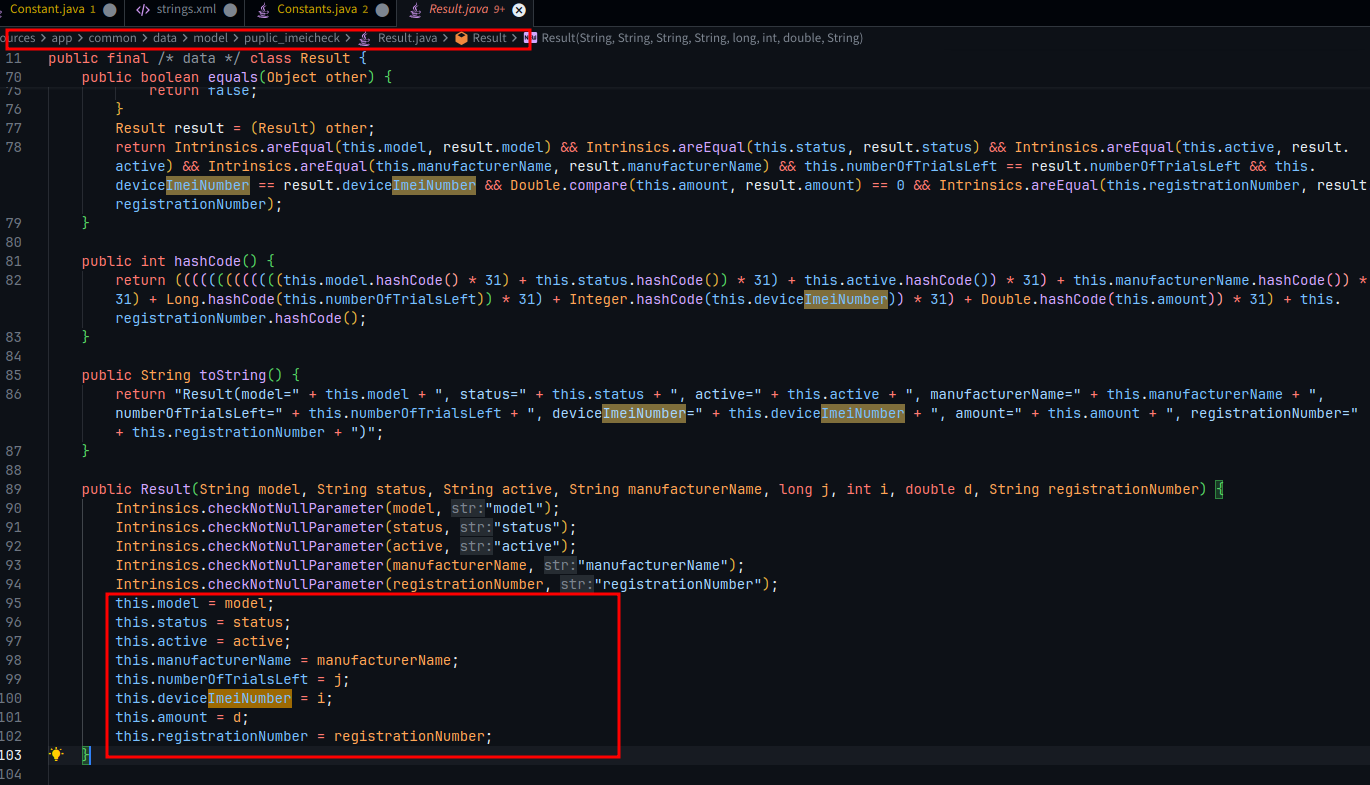 Constant.java 1 strings.xml Constants.java 2 Result.java 9+
ources > app > common > data > model > puplic_imeicheck > Result.java > Result > Result(String, String, String, String, long, int, double, String)
11 public final /* data */ class Result {
70 public boolean equals(Object other) {
75 return false;
76 }
77 Result result = (Result) other;
78 return Intrinsics.areEqual(this.model, result.model) && Intrinsics.areEqual(this.status, result.status) && Intrinsics.areEqual(this.active, result.
active) && Intrinsics.areEqual(this.manufacturerName, result.manufacturerName) && this.numberOfTrialsLeft == result.numberOfTrialsLeft && this.
deviceImeiNumber == result.deviceImeiNumber && Double.compare(this.amount, result.amount) == 0 && Intrinsics.areEqual(this.registrationNumber, result
registrationNumber);
79 }
80
81 public int hashCode() {
82 return ((((((((((((((this.model.hashCode() * 31) + this.status.hashCode()) * 31) + this.active.hashCode()) * 31) + this.manufacturerName.hashCode()) *
31) + Long.hashCode(this.numberOfTrialsLeft)) * 31) + Integer.hashCode(this.deviceImeiNumber)) * 31) + Double.hashCode(this.amount)) * 31) + this.
registrationNumber.hashCode();
83 }
84
85 public String toString() {
86 return "Result(model=" + this.model + ", status=" + this.status + ", active=" + this.active + ", manufacturerName=" + this.manufacturerName + ",
numberOfTrialsLeft=" + this.numberOfTrialsLeft + ", deviceImeiNumber=" + this.deviceImeiNumber + ", amount=" + this.amount + ", registrationNumber="
+ this.registrationNumber + ")";
87 }
88
89 public Result(String model, String status, String active, String manufacturerName, long j, int i, double d, String registrationNumber) {
90 Intrinsics.checkNotNullParameter(model, str:"model");
91 Intrinsics.checkNotNullParameter(status, str:"status");
92 Intrinsics.checkNotNullParameter(active, str:"active");
93 Intrinsics.checkNotNullParameter(manufacturerName, str:"manufacturerName");
94 Intrinsics.checkNotNullParameter(registrationNumber, str:"registrationNumber");
95 this.model = model;
96 this.status = status;
97 this.active = active;
98 this.manufacturerName = manufacturerName;
99 this.numberOfTrialsLeft = j;
100 this.deviceImeiNumber = i;
101 this.amount = d;
102 this.registrationNumber = registrationNumber;
103 }
104